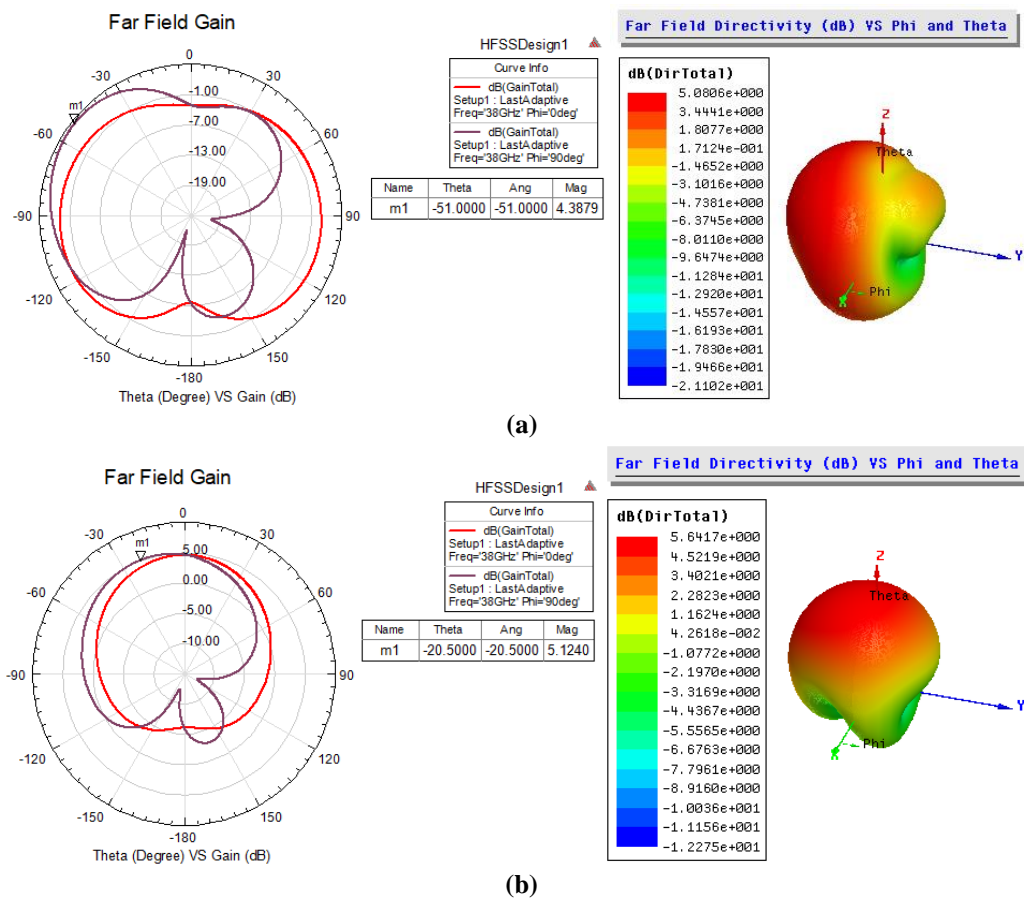 Far Field Gain
HFSSDesign1
Curve Info
dB(GainTotal)
Setup1 : LastAdaptive
Freq='38GHz' Phi='0deg'
dB(GainTotal)
Setup1 : LastAdaptive
Freq='38GHz' Phi='90deg'
Name Theta Ang Mag
m1 -51.0000 -51.0000 4.3879
0
-30 30
m1
-60 60
-90 90
-120 120
-150 150
-180
-1.00
-7.00
-13.00
-19.00
Theta (Degree) VS Gain (dB)
Far Field Directivity (dB) VS Phi and Theta
dB(DirTotal)
5.0806e+000
3.4441e+000
1.8077e+000
1.7124e-001
-1.4652e+000
-3.1016e+000
-4.7381e+000
-6.3745e+000
-8.0110e+000
-9.6474e+000
-1.1284e+001
-1.2920e+001
-1.4557e+001
-1.6193e+001
-1.7830e+001
-1.9466e+001
-2.1102e+001
Z
Theta
Y
Phi
X
(a)
Far Field Gain
HFSSDesign1
Curve Info
dB(GainTotal)
Setup1 : LastAdaptive
Freq='38GHz' Phi='0deg'
dB(GainTotal)
Setup1 : LastAdaptive
Freq='38GHz' Phi='90deg'
Name Theta Ang Mag
m1 -20.5000 -20.5000 5.1240
0
-30 30
m1
-60 60
-90 90
-120 120
-150 150
-180
5.00
0.00
-5.00
-10.00
Theta (Degree) VS Gain (dB)
Far Field Directivity (dB) VS Phi and Theta
dB(DirTotal)
5.6417e+000
4.5219e+000
3.4021e+000
2.2823e+000
1.1624e+000
4.2618e-002
-1.0772e+000
-2.1970e+000
-3.3169e+000
-4.4367e+000
-5.5565e+000
-6.6763e+000
-7.7961e+000
-8.9160e+000
-1.0036e+001
-1.1156e+001
-1.2275e+001
Z
Theta
Y
Phi
X
(b)